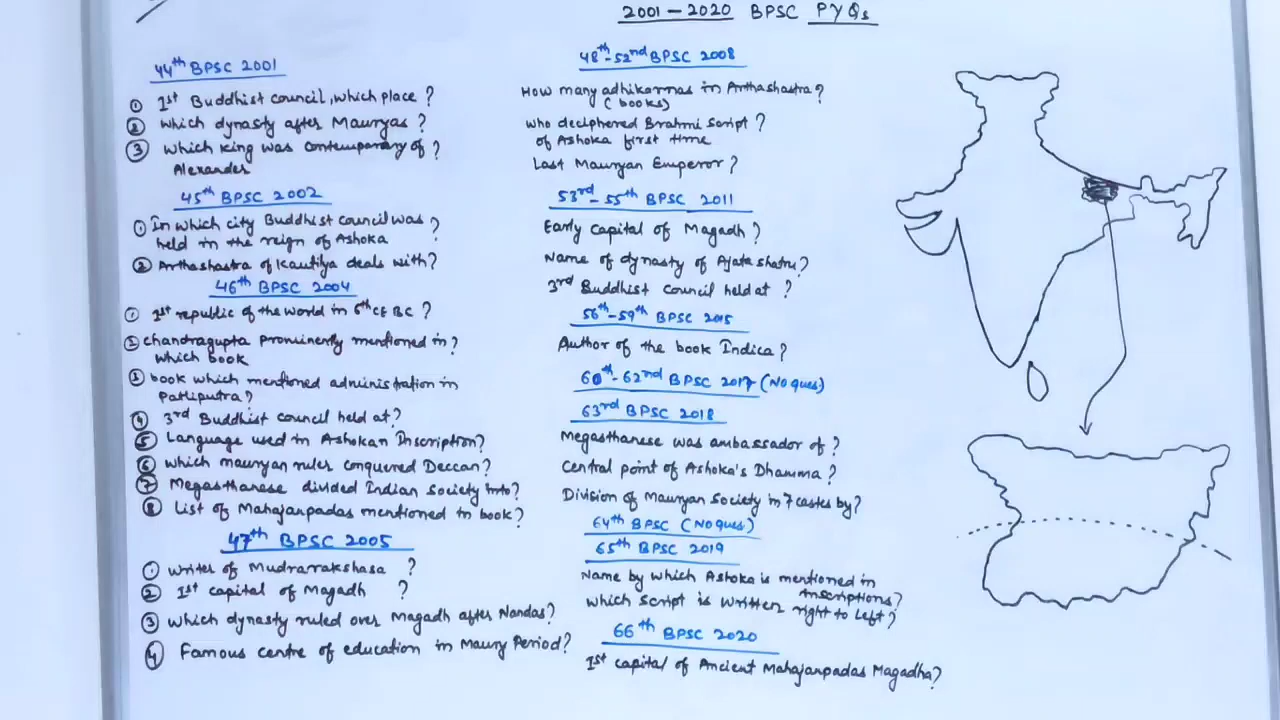 2001-2020 BPSC PYQs
44th BPSC 2001
① 1st Buddhist council, which place ?
② which dynasty after Mauryas ?
③ which king was contemporary of ?
Alexander
45th BPSC 2002
① In which city Buddhist council was ?
held in the reign of Ashoka
② Arthashastra of Kautilya deals with?
46th BPSC 2004
① 1st republic of the world in 6th CE BC ?
② chandragupta prominently mentioned in ?
which book
③ book which mentioned administration in
Patliputra?
④ 3rd Buddhist council held at?
⑤ Language used in Ashokan Inscription?
⑥ which mauryan ruler conquered Deccan?
⑦ Megasthanese divided Indian Society into?
⑧ List of Mahajanpadas mentioned in book?
47th BPSC 2005
① writer of Mudrarakshasa ?
② 1st capital of Magadh ?
③ which dynasty ruled over Magadh after Nandas?
④ Famous centre of education in Maury Period?
48th-52nd BPSC 2008
How many adhikarnas in Arthashastra?
(books)
who deciphered Brahmi script ?
of Ashoka first time
Last Mauryan Emperor ?
53rd-55th BPSC 2011
Early Capital of Magadh ?
Name of dynasty of Ajatashatru?
3rd Buddhist council held at ?
56th-59th BPSC 2015
Author of the book Indica ?
60th-62nd BPSC 2017 (No ques)
63rd BPSC 2018
Megasthanese was ambassador of ?
Central point of Ashoka's Dhamma ?
Division of Mauryan Society in 7 castes by?
64th BPSC (No ques)
65th BPSC 2019
Name by which Ashoka is mentioned in
inscriptions?
which script is written right to left ?
66th BPSC 2020
1st capital of Ancient Mahajanpadas Magadha?